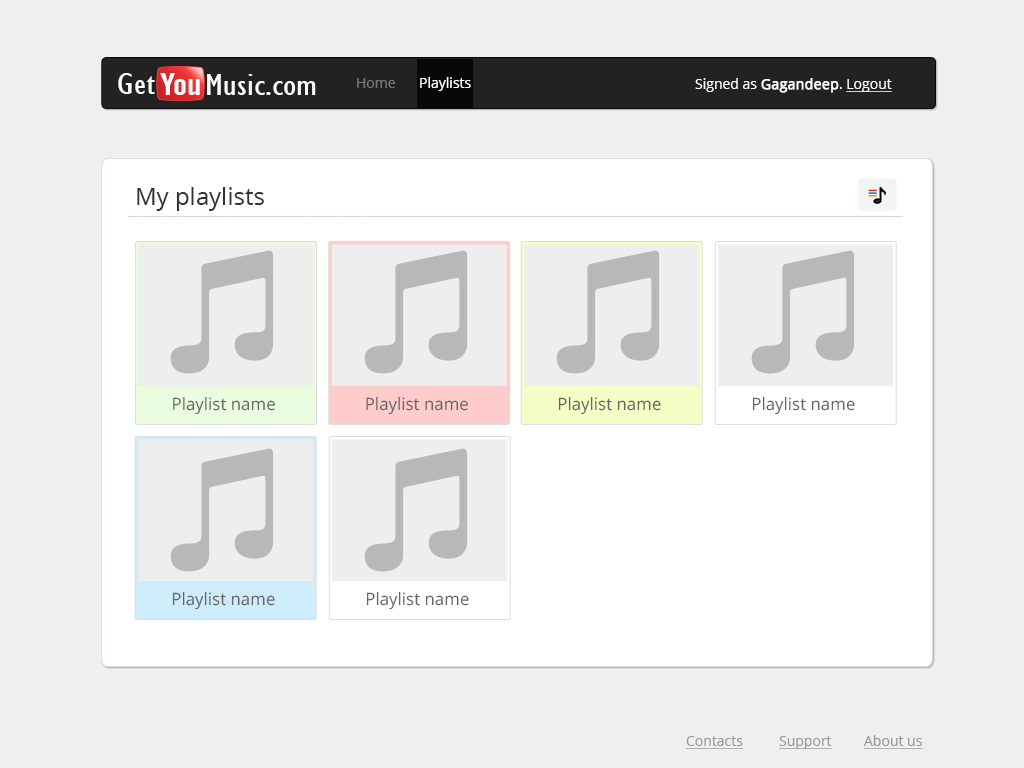 GetYouMusic.com
Home
Playlists
Signed as Gagandeep. Logout
My playlists
Playlist name
Playlist name
Playlist name
Playlist name
Playlist name
Playlist name
Contacts
Support
About us